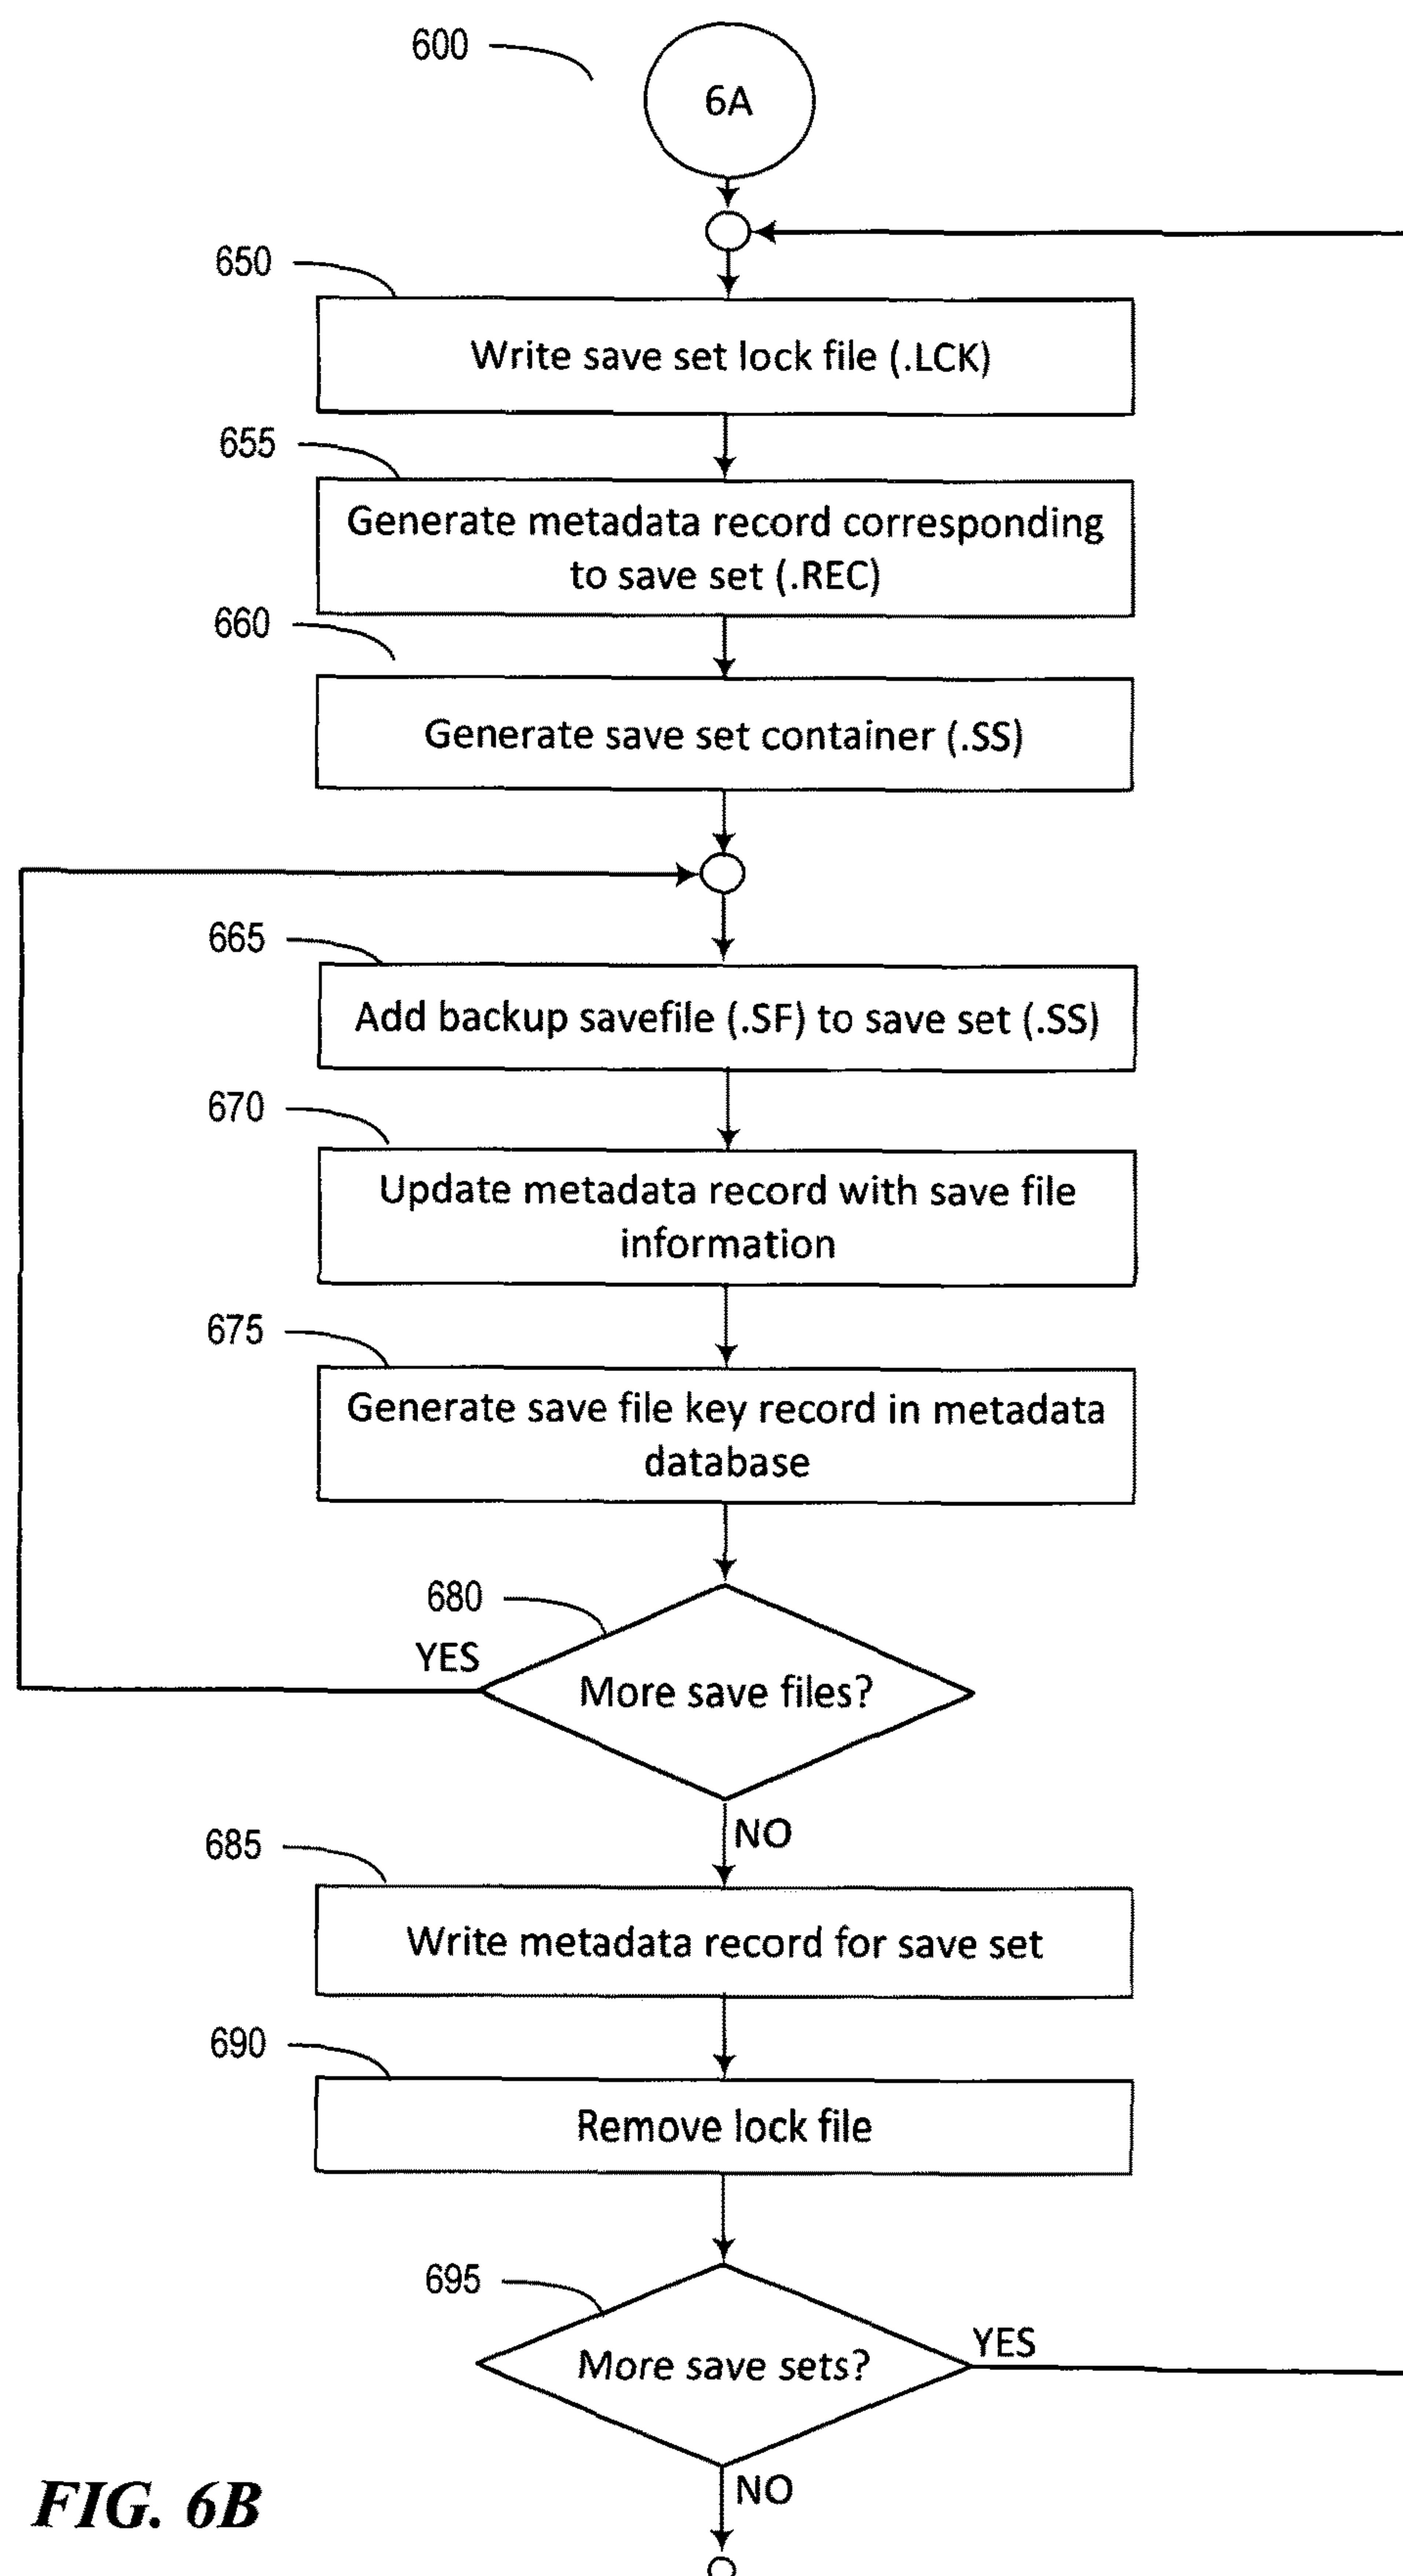 600
6A
650
Write save set lock file (.LCK)
655
Generate metadata record corresponding
to save set (.REC)
660
Generate save set container (.SS)
665
Add backup savefile (.SF) to save set (.SS)
670
Update metadata record with save file
information
675
Generate save file key record in metadata
database
680
YES
More save files?
NO
685
Write metadata record for save set
690
Remove lock file
695
YES
More save sets?
NO
FIG. 6B